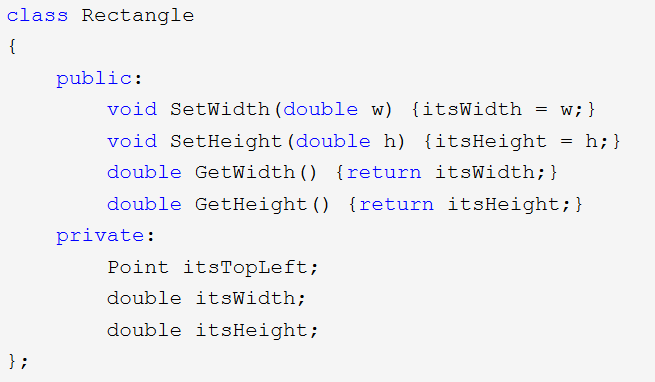 class Rectangle
{
    public:
        void SetWidth(double w) {itsWidth = w;}
        void SetHeight(double h) {itsHeight = h;}
        double GetWidth() {return itsWidth;}
        double GetHeight() {return itsHeight;}
    private:
        Point itsTopLeft;
        double itsWidth;
        double itsHeight;
};